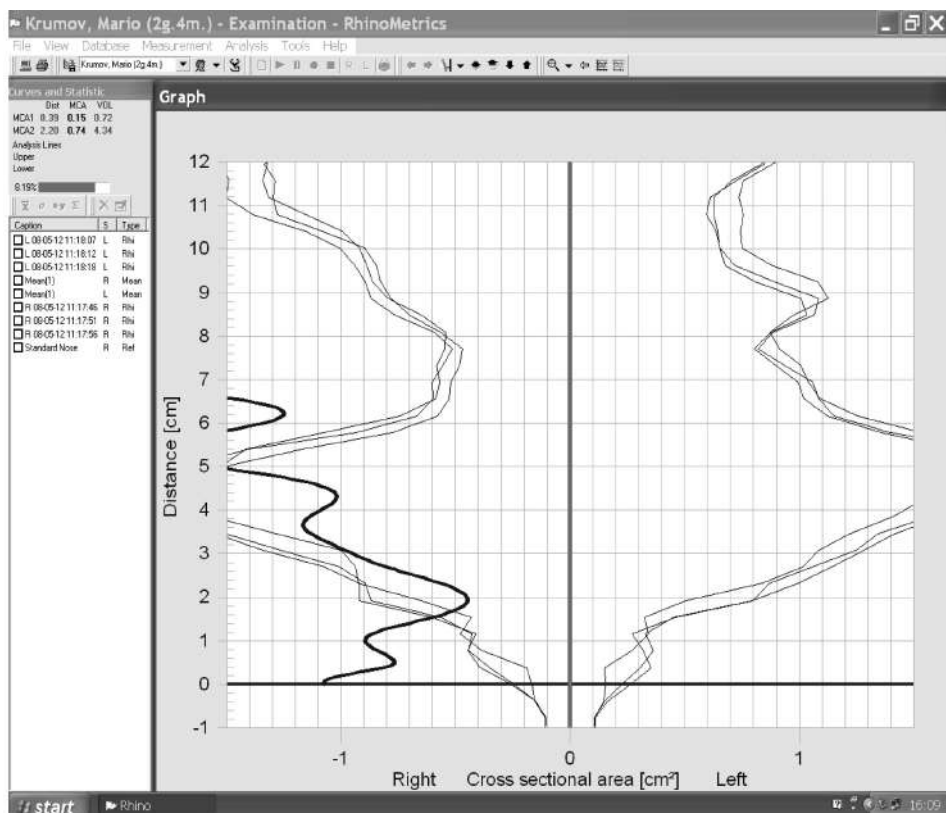 Krumov, Mario (2g.4m.) - Examination - RhinoMetrics
File View Database Measurement Analysis Tools Help
Krumov, Mario (2g.4m.)
R L
Curves and Statistic
Dist MCA VOL
MCA1 0.39 0.15 0.72
MCA2 2.20 0.74 4.34
Analysis Lines
Upper
Lower
8.19%
Caption S Type
L 08-05-12 11:18:07 L Rhi
L 08-05-12 11:18:12 L Rhi
L 08-05-12 11:18:18 L Rhi
Mean(1) R Mean
Mean(1) L Mean
R 08-05-12 11:17:46 R Rhi
R 08-05-12 11:17:51 R Rhi
R 08-05-12 11:17:56 R Rhi
Standard Nose R Ref
Graph
Distance [cm]
12
11
10
9
8
7
6
5
4
3
2
1
0
-1
-1 0 1
Right Cross sectional area [cm²] Left
start Rhino 16:09